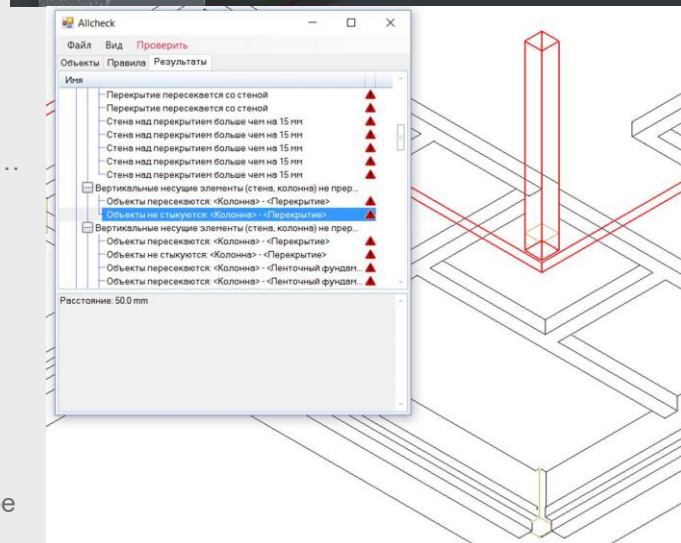 Allcheck
Файл Вид Проверить
Объекты Правила Результаты
Имя
Перекрытие пересекается со стеной
Перекрытие пересекается со стеной
Стена над перекрытием больше чем на 15 мм
Стена над перекрытием больше чем на 15 мм
Стена над перекрытием больше чем на 15 мм
Стена над перекрытием больше чем на 15 мм
Стена над перекрытием больше чем на 15 мм
Вертикальные несущие элементы (стена, колонна) не прер...
Объекты пересекаются: <Колонна> - <Перекрытие>
Объекты не стыкуются: <Колонна> - <Перекрытие>
Вертикальные несущие элементы (стена, колонна) не прер...
Объекты пересекаются: <Колонна> - <Перекрытие>
Объекты не стыкуются: <Колонна> - <Перекрытие>
Объекты пересекаются: <Колонна> - <Ленточный фундам...
Объекты пересекаются: <Колонна> - <Ленточный фундам...
Расстояние: 50.0 mm